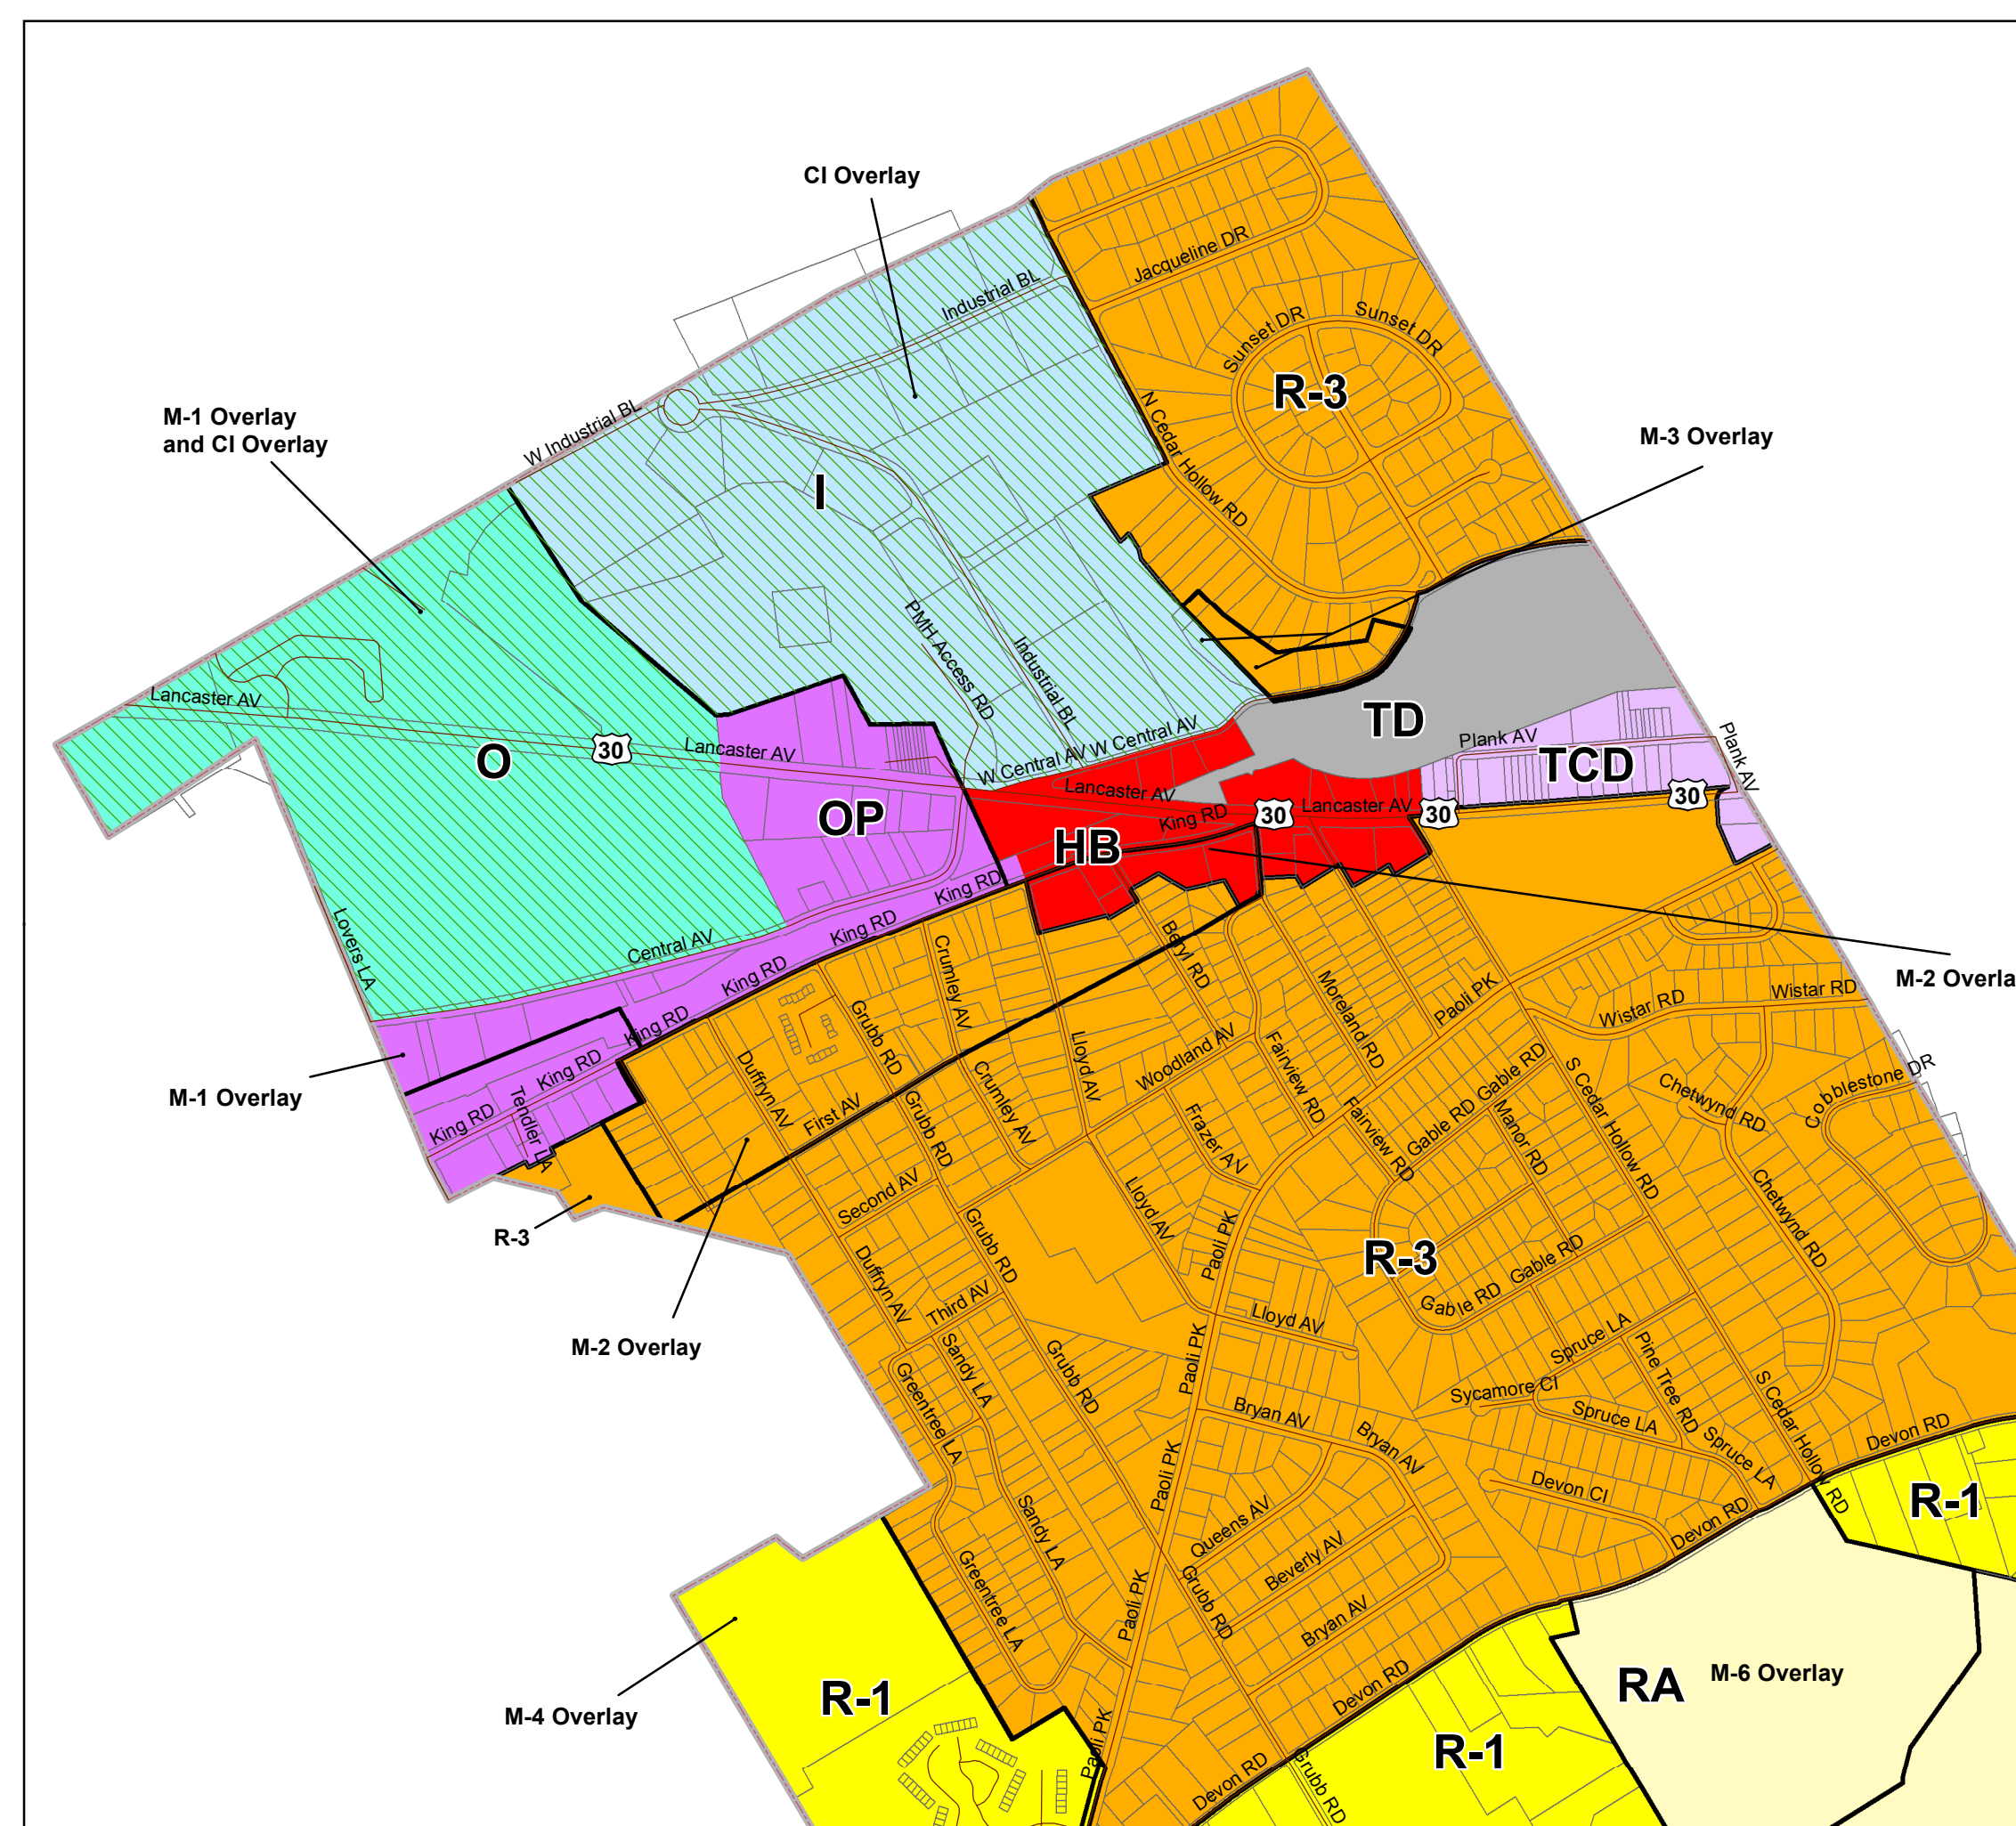 CI Overlay
Jacqueline DR
Industrial BL
Sunset DR
Sunset DR
R-3
M-1 Overlay
and CI Overlay
W Industrial BL
N Cedar Hollow RD
M-3 Overlay
I
PMH Access RD
Industrial BL
Lancaster AV
O
30
Lancaster AV
W Central AV
W Central AV
TD
Plank AV
Plank AV
TCD
30
OP
Lancaster AV
King RD
30
Lancaster AV
30
HB
King RD
King RD
King RD
King RD
King RD
King RD
Central AV
Lovers LA
M-2 Overla
M-1 Overlay
Tendler LA
R-3
M-2 Overlay
Duffryn AV
First AV
Grubb RD
Crumley AV
Beryl RD
Moreland RD
Paoli PK
Wistar RD
Wistar RD
Lloyd AV
Woodland AV
Fairview RD
Grubb RD
Crumley AV
Frazer AV
Fairview RD
Gable RD
Gable RD
Manor RD
S Cedar Hollow RD
Chetwynd RD
Cobblestone DR
Second AV
Lloyd AV
Paoli PK
R-3
Chetwynd RD
Duffryn AV
Grubb RD
Third AV
Gable RD
Gable RD
Lloyd AV
Spruce LA
Pine Tree RD
Sandy LA
Greentree LA
Grubb RD
Paoli PK
Sycamore CI
Spruce LA
Spruce LA
S Cedar Hollow RD
Devon RD
Bryan AV
Bryan AV
Paoli PK
Devon CI
Devon RD
R-1
Sandy LA
Queens AV
Beverly AV
Greentree LA
Paoli PK
Grubb RD
Bryan AV
M-4 Overlay
R-1
Devon RD
RA
M-6 Overlay
Paoli PK
R-1
Devon RD
Grubb RD